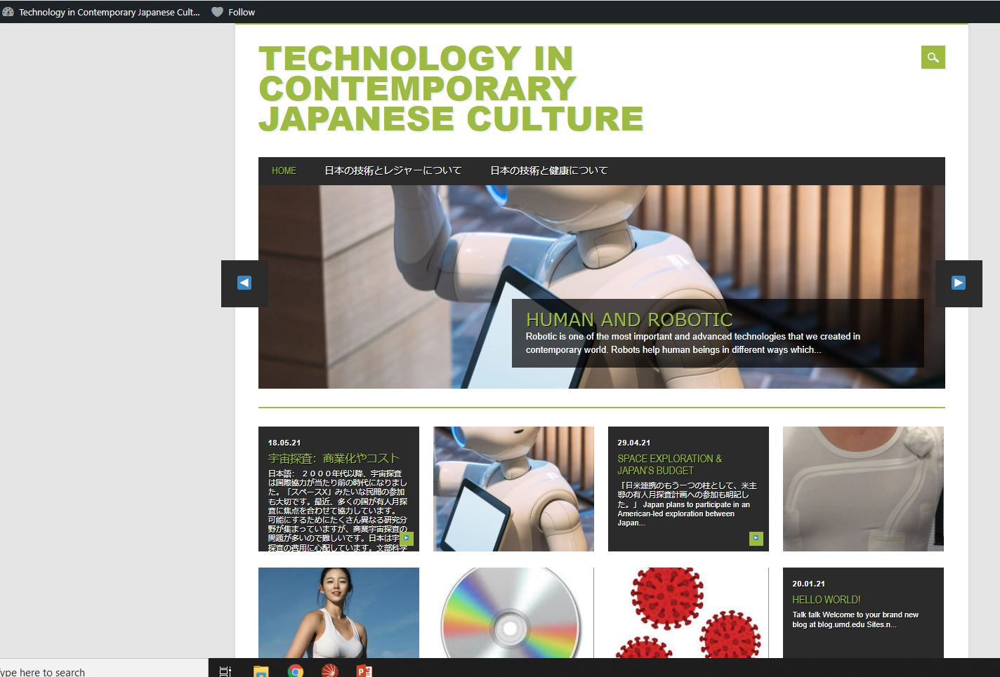 Technology in Contemporary Japanese Cult...
Follow
TECHNOLOGY IN
CONTEMPORARY
JAPANESE CULTURE
HOME
日本の技術とレジャーについて
日本の技術と健康について
HUMAN AND ROBOTIC
Robotic is one of the most important and advanced technologies that we created in
contemporary world. Robots help human beings in different ways which...
18.05.21
宇宙探査：商業化やコスト
日本語： ２０００年代以降、宇宙探査
は国際協力が当たり前の時代になりまし
た。「スペースX」みたいな民間の参加
も大切です。最近、多くの国が有人月探
査に焦点を合わせて協力しています。
可能にするためにたくさん異なる研究分
野が集まっていますが、商業宇宙探査の
問題が多いので難しいです。日本は宇宙
探査の費用に心配しています。文部科学
29.04.21
SPACE EXPLORATION &
JAPAN'S BUDGET
「日米連携のもう一つの柱として、米主
導の有人月探査計画への参加も明記し
た。」 Japan plans to participate in an
American-led exploration between
Japan...
20.01.21
HELLO WORLD!
Talk talk Welcome to your brand new
blog at blog.umd.edu Sites.n...
ype here to search